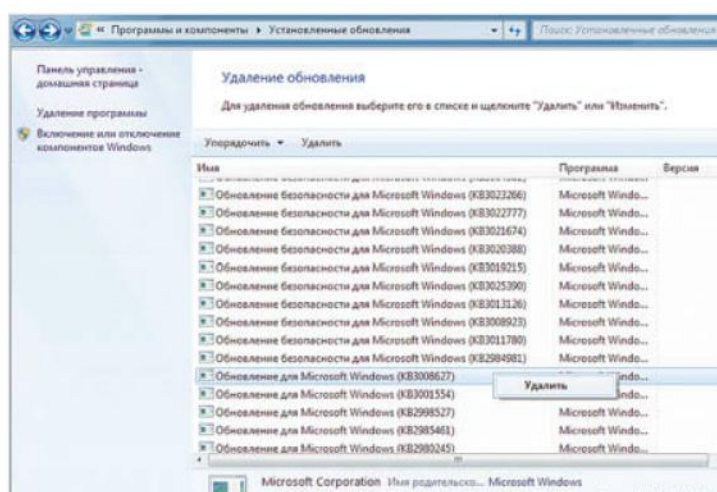 « Программы и компоненты ▸ Установленные обновления
Поиск: Установленные обновления
Панель управления -
домашняя страница
Удаление программы
Включение или отключение
компонентов Windows
Удаление обновления
Для удаления обновления выберите его в списке и щелкните "Удалить" или "Изменить".
Упорядочить Удалить
Имя Программа Версия
Обновление безопасности для Microsoft Windows (KB3023266) Microsoft Windo...
Обновление безопасности для Microsoft Windows (KB3022777) Microsoft Windo...
Обновление безопасности для Microsoft Windows (KB3021674) Microsoft Windo...
Обновление безопасности для Microsoft Windows (KB3020388) Microsoft Windo...
Обновление безопасности для Microsoft Windows (KB3019215) Microsoft Windo...
Обновление безопасности для Microsoft Windows (KB3025390) Microsoft Windo...
Обновление безопасности для Microsoft Windows (KB3013126) Microsoft Windo...
Обновление безопасности для Microsoft Windows (KB3008923) Microsoft Windo...
Обновление безопасности для Microsoft Windows (KB3011780) Microsoft Windo...
Обновление безопасности для Microsoft Windows (KB2984981) Microsoft Windo...
Обновление для Microsoft Windows (KB3008627)
Удалить
Обновление для Microsoft Windows (KB3001554)
Обновление для Microsoft Windows (KB2998527) Microsoft Windo...
Обновление для Microsoft Windows (KB2985461) Microsoft Windo...
Обновление для Microsoft Windows (KB2980245) Microsoft Windo...
Microsoft Corporation Имя родительско... Microsoft Windows